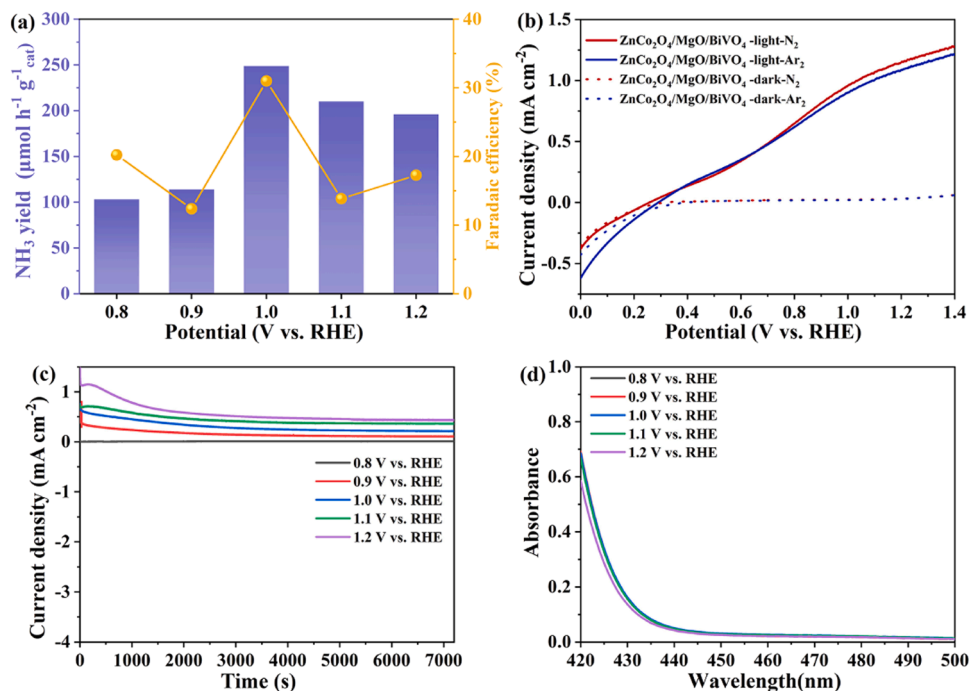 (a)
NH₃ yield (μmol h⁻¹ g⁻¹cat)
300
250
200
150
100
50
0
0.8 0.9 1.0 1.1 1.2
Potential (V vs. RHE)
40
30
20
10
0
Faradaic efficiency (%)
(b)
ZnCo₂O₄/MgO/BiVO₄ -light-N₂
ZnCo₂O₄/MgO/BiVO₄ -light-Ar₂
ZnCo₂O₄/MgO/BiVO₄ -dark-N₂
ZnCo₂O₄/MgO/BiVO₄ -dark-Ar₂
Current density (mA cm⁻²)
1.5
1.0
0.5
0.0
-0.5
0.0 0.2 0.4 0.6 0.8 1.0 1.2 1.4
Potential (V vs. RHE)
(c)
Current density (mA cm⁻²)
1
0
-1
-2
-3
-4
0.8 V vs. RHE
0.9 V vs. RHE
1.0 V vs. RHE
1.1 V vs. RHE
1.2 V vs. RHE
0 1000 2000 3000 4000 5000 6000 7000
Time (s)
(d)
Absorbance
1.0
0.8
0.6
0.4
0.2
0.0
0.8 V vs. RHE
0.9 V vs. RHE
1.0 V vs. RHE
1.1 V vs. RHE
1.2 V vs. RHE
420 430 440 450 460 470 480 490 500
Wavelength(nm)